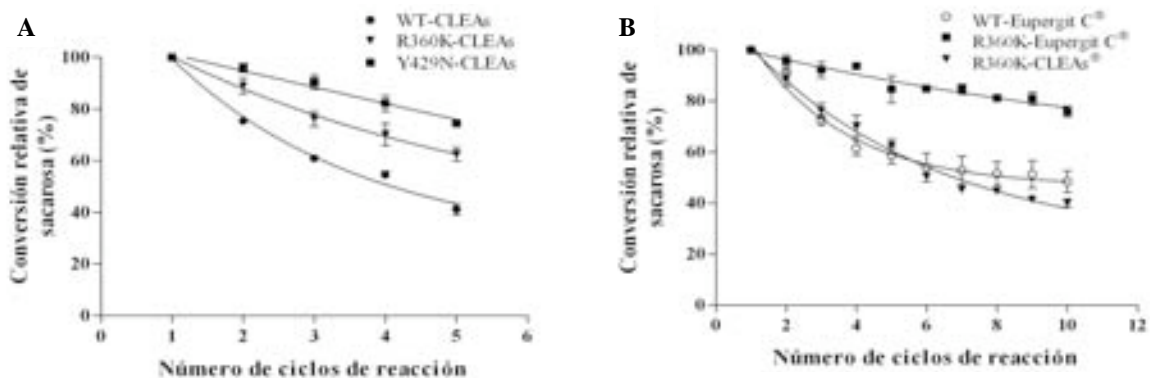 A
WT-CLEAs
R360K-CLEAs
Y429N-CLEAs
100
80
60
40
20
0
0 1 2 3 4 5 6
Conversión relativa de
sacarosa (%)
Número de ciclos de reacción
B
WT-Eupergit C®
R360K-Eupergit C®
R360K-CLEAs®
100
80
60
40
20
0
0 2 4 6 8 10 12
Conversión relativa de
sacarosa (%)
Número de ciclos de reacción